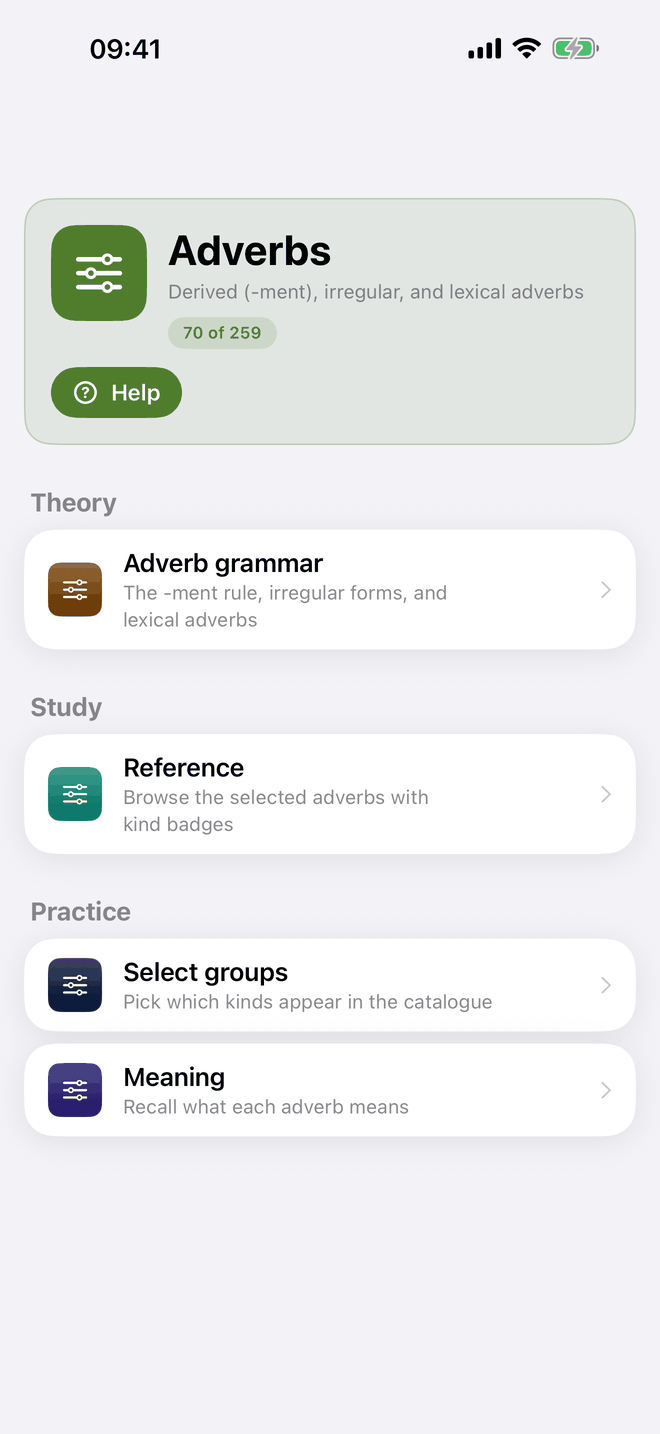 09:41
Adverbs
Derived (-ment), irregular, and lexical adverbs
70 of 259
? Help
Theory
Adverb grammar
The -ment rule, irregular forms, and
lexical adverbs
Study
Reference
Browse the selected adverbs with
kind badges
Practice
Select groups
Pick which kinds appear in the catalogue
Meaning
Recall what each adverb means